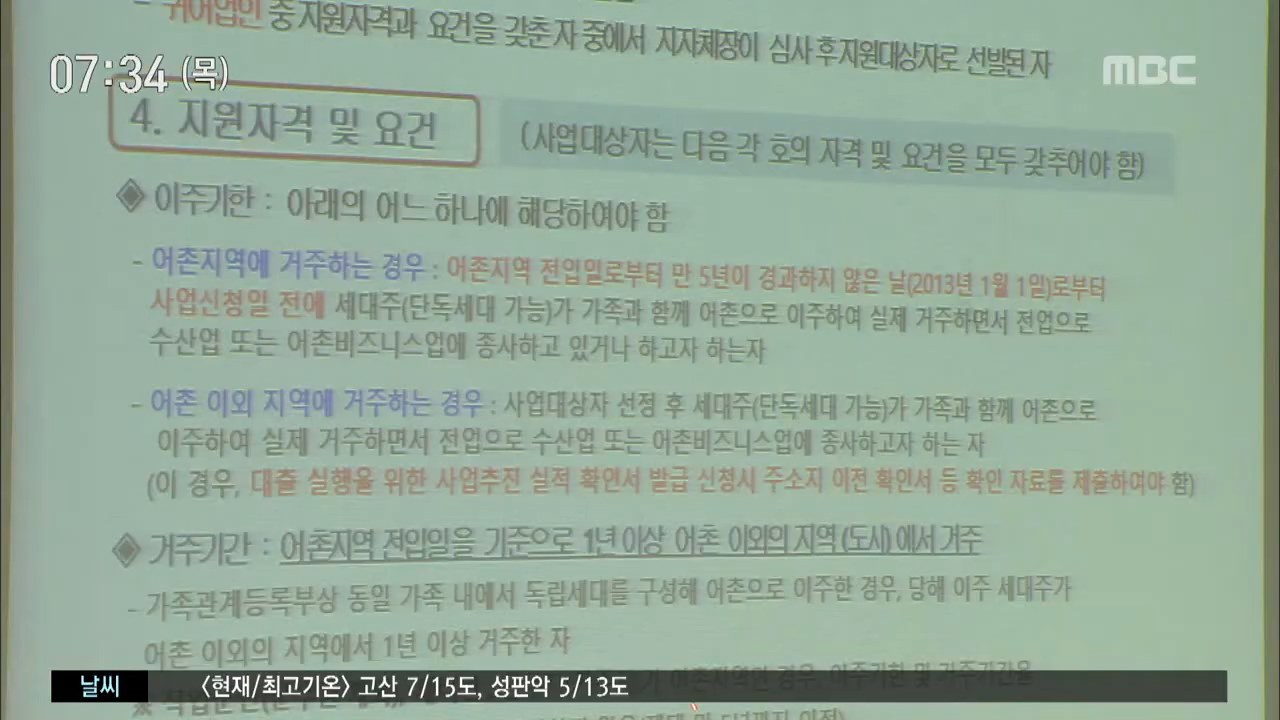 - 귀어업인 중 지원자격과 요건을 갖춘 자 중에서 지자체장이 심사 후 지원대상자로 선발된 자
07:34 (목)
MBC
4. 지원자격 및 요건 (사업대상자는 다음 각 호의 자격 및 요건을 모두 갖추어야 함)
◈ 이주기한 : 아래의 어느 하나에 해당하여야 함
- 어촌지역에 거주하는 경우 : 어촌지역 전입일로부터 만 5년이 경과하지 않은 날(2013년 1월 1일)로부터
사업신청일 전에 세대주(단독세대 가능)가 가족과 함께 어촌으로 이주하여 실제 거주하면서 전업으로
수산업 또는 어촌비즈니스업에 종사하고 있거나 하고자 하는자
- 어촌 이외 지역에 거주하는 경우 : 사업대상자 선정 후 세대주(단독세대 가능)가 가족과 함께 어촌으로
이주하여 실제 거주하면서 전업으로 수산업 또는 어촌비즈니스업에 종사하고자 하는 자
(이 경우, 대출 실행을 위한 사업추진 실적 확인서 발급 신청시 주소지 이전 확인서 등 확인 자료를 제출하여야 함)
◈ 거주기간 : 어촌지역 전입일을 기준으로 1년 이상 어촌 이외의 지역 (도시) 에서 거주
- 가족관계등록부상 동일 가족 내에서 독립세대를 구성해 어촌으로 이주한 경우, 당해 이주 세대주가
어촌 이외의 지역에서 1년 이상 거주한 자
어촌지역인 경우, 이주기한 및 거주기간을
날씨 〈현재/최고기온〉 고산 7/15도, 성판악 5/13도